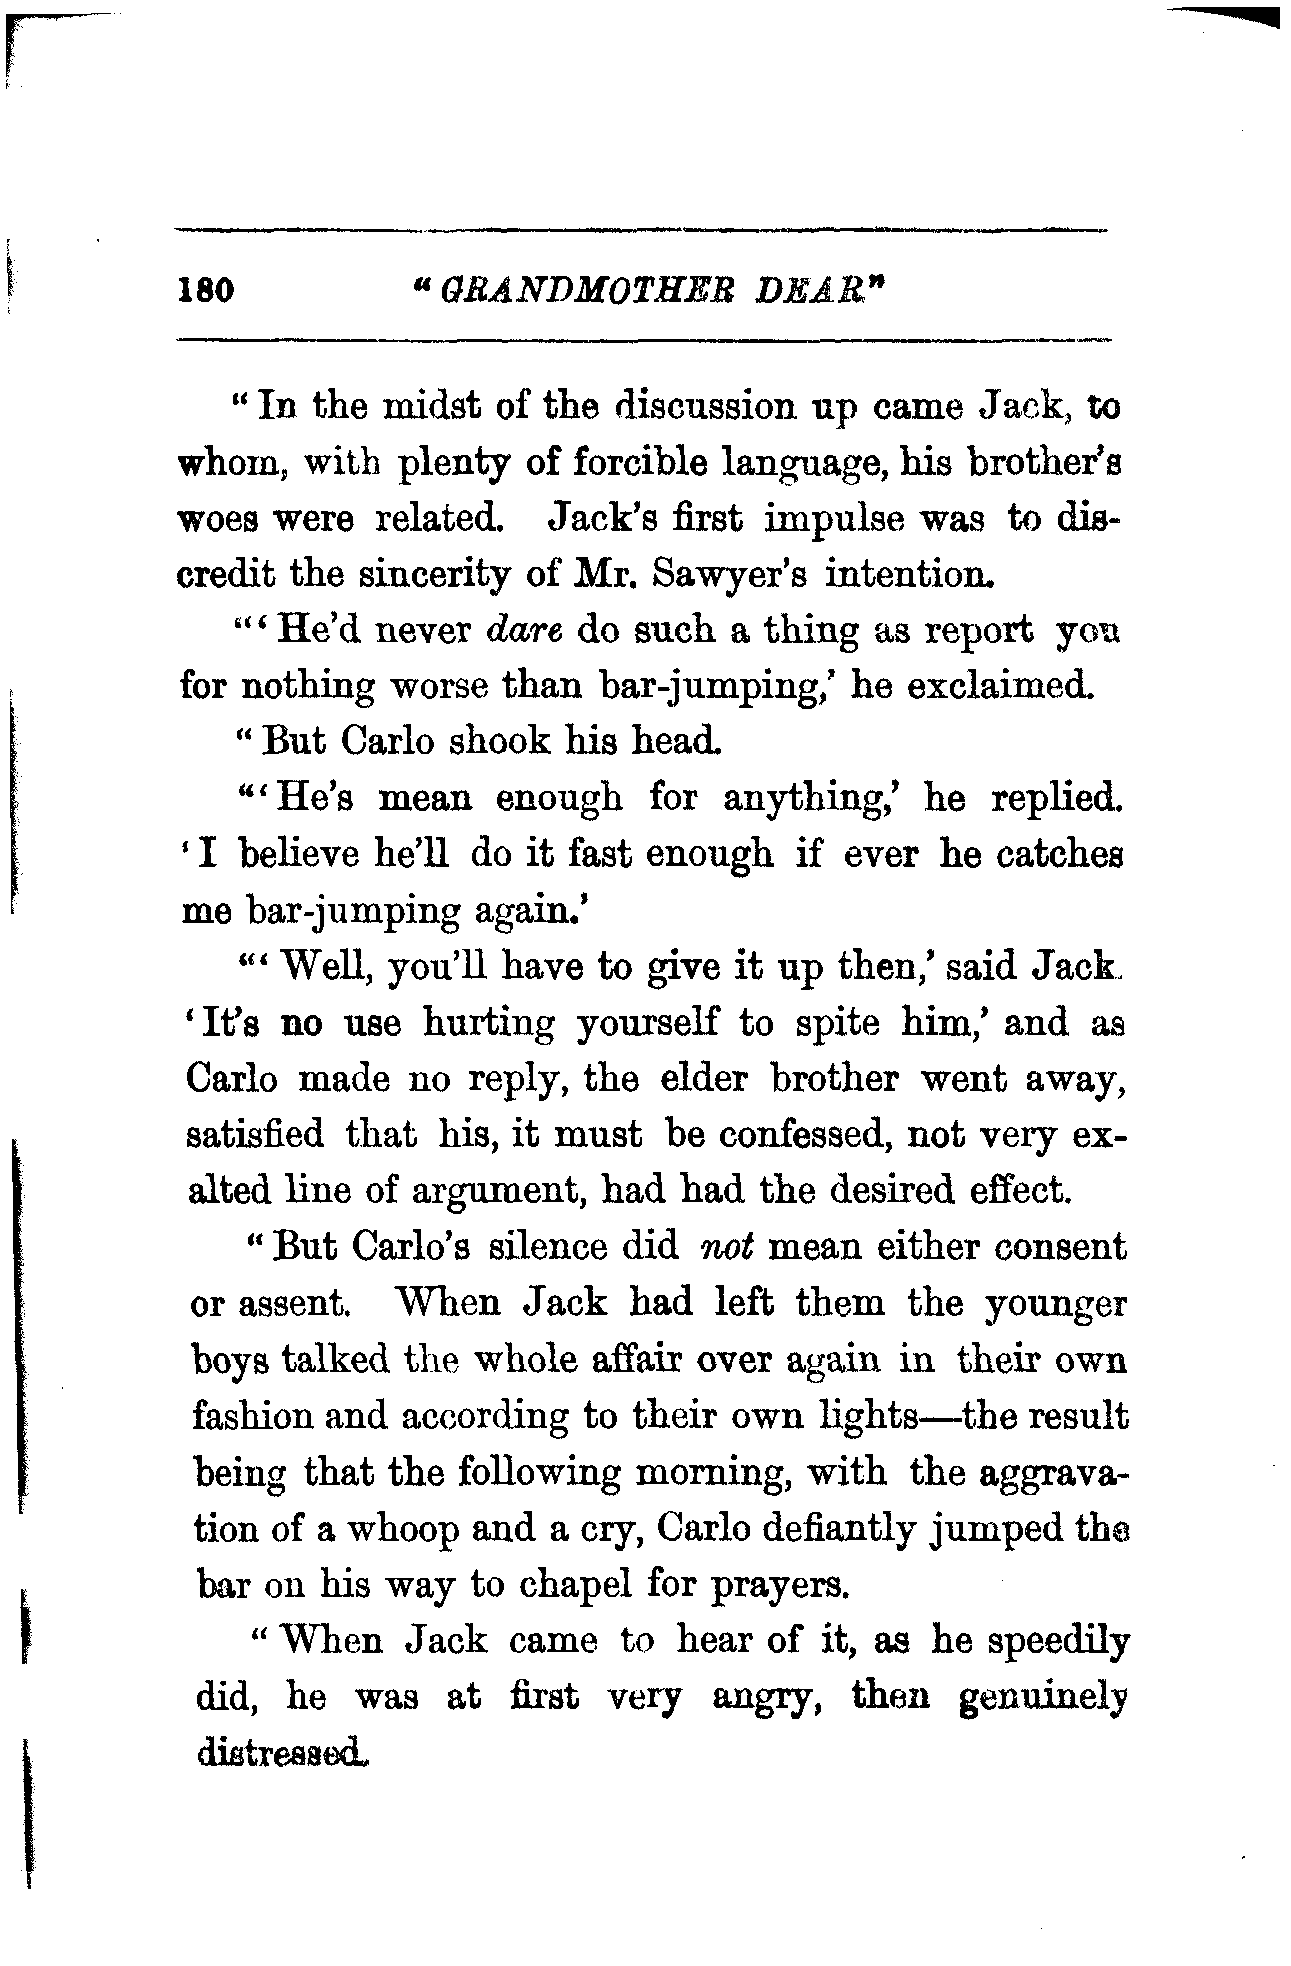 180 "GRANDMOTHER DEAR"
"In the midst of the discussion up came Jack, to
whom, with plenty of forcible language, his brother's
woes were related. Jack's first impulse was to dis-
credit the sincerity of Mr. Sawyer's intention.
"'He'd never dare do such a thing as report you
for nothing worse than bar-jumping,' he exclaimed.
"But Carlo shook his head.
"'He's mean enough for anything,' he replied.
'I believe he'll do it fast enough if ever he catches
me bar-jumping again.'
"'Well, you'll have to give it up then,' said Jack.
'It's no use hurting yourself to spite him,' and as
Carlo made no reply, the elder brother went away,
satisfied that his, it must be confessed, not very ex-
alted line of argument, had had the desired effect.
"But Carlo's silence did not mean either consent
or assent. When Jack had left them the younger
boys talked the whole affair over again in their own
fashion and according to their own lights—the result
being that the following morning, with the aggrava-
tion of a whoop and a cry, Carlo defiantly jumped the
bar on his way to chapel for prayers.
"When Jack came to hear of it, as he speedily
did, he was at first very angry, then genuinely
distressed.